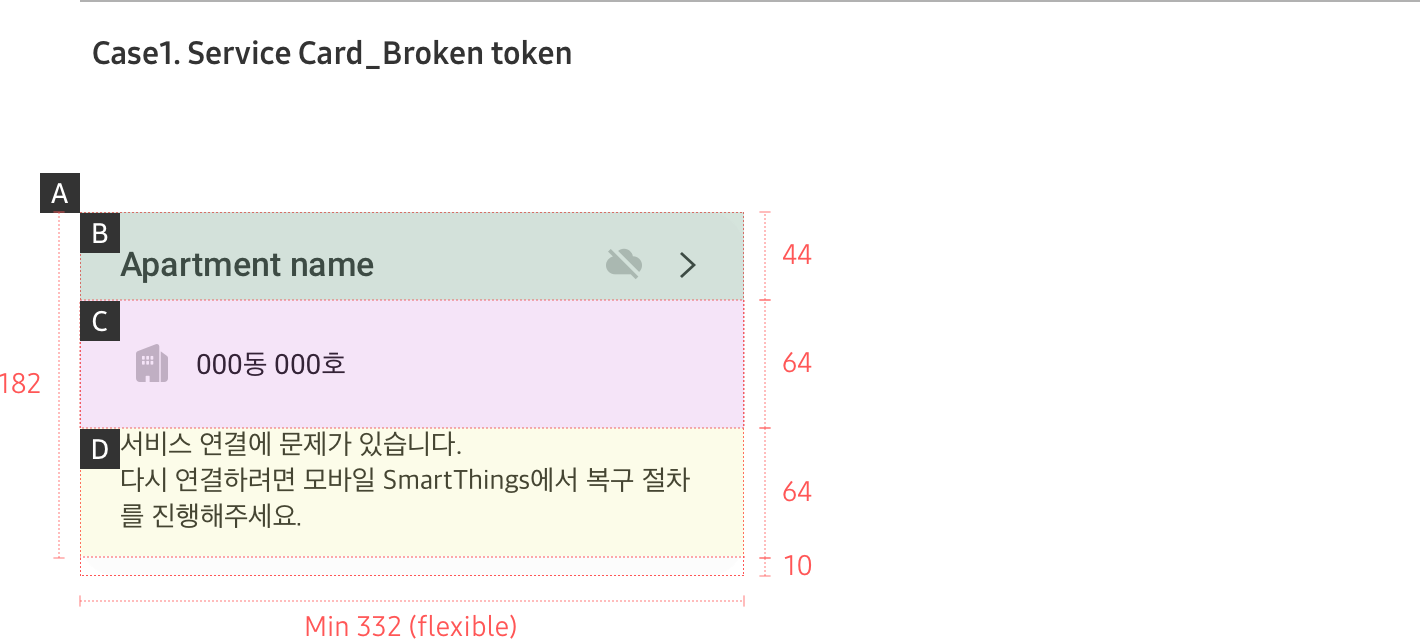 Case1. Service Card_Broken token
A
B
Apartment name
44
C
000동 000호
64
182
D
서비스 연결에 문제가 있습니다.
다시 연결하려면 모바일 SmartThings에서 복구 절차
를 진행해주세요.
64
10
Min 332 (flexible)